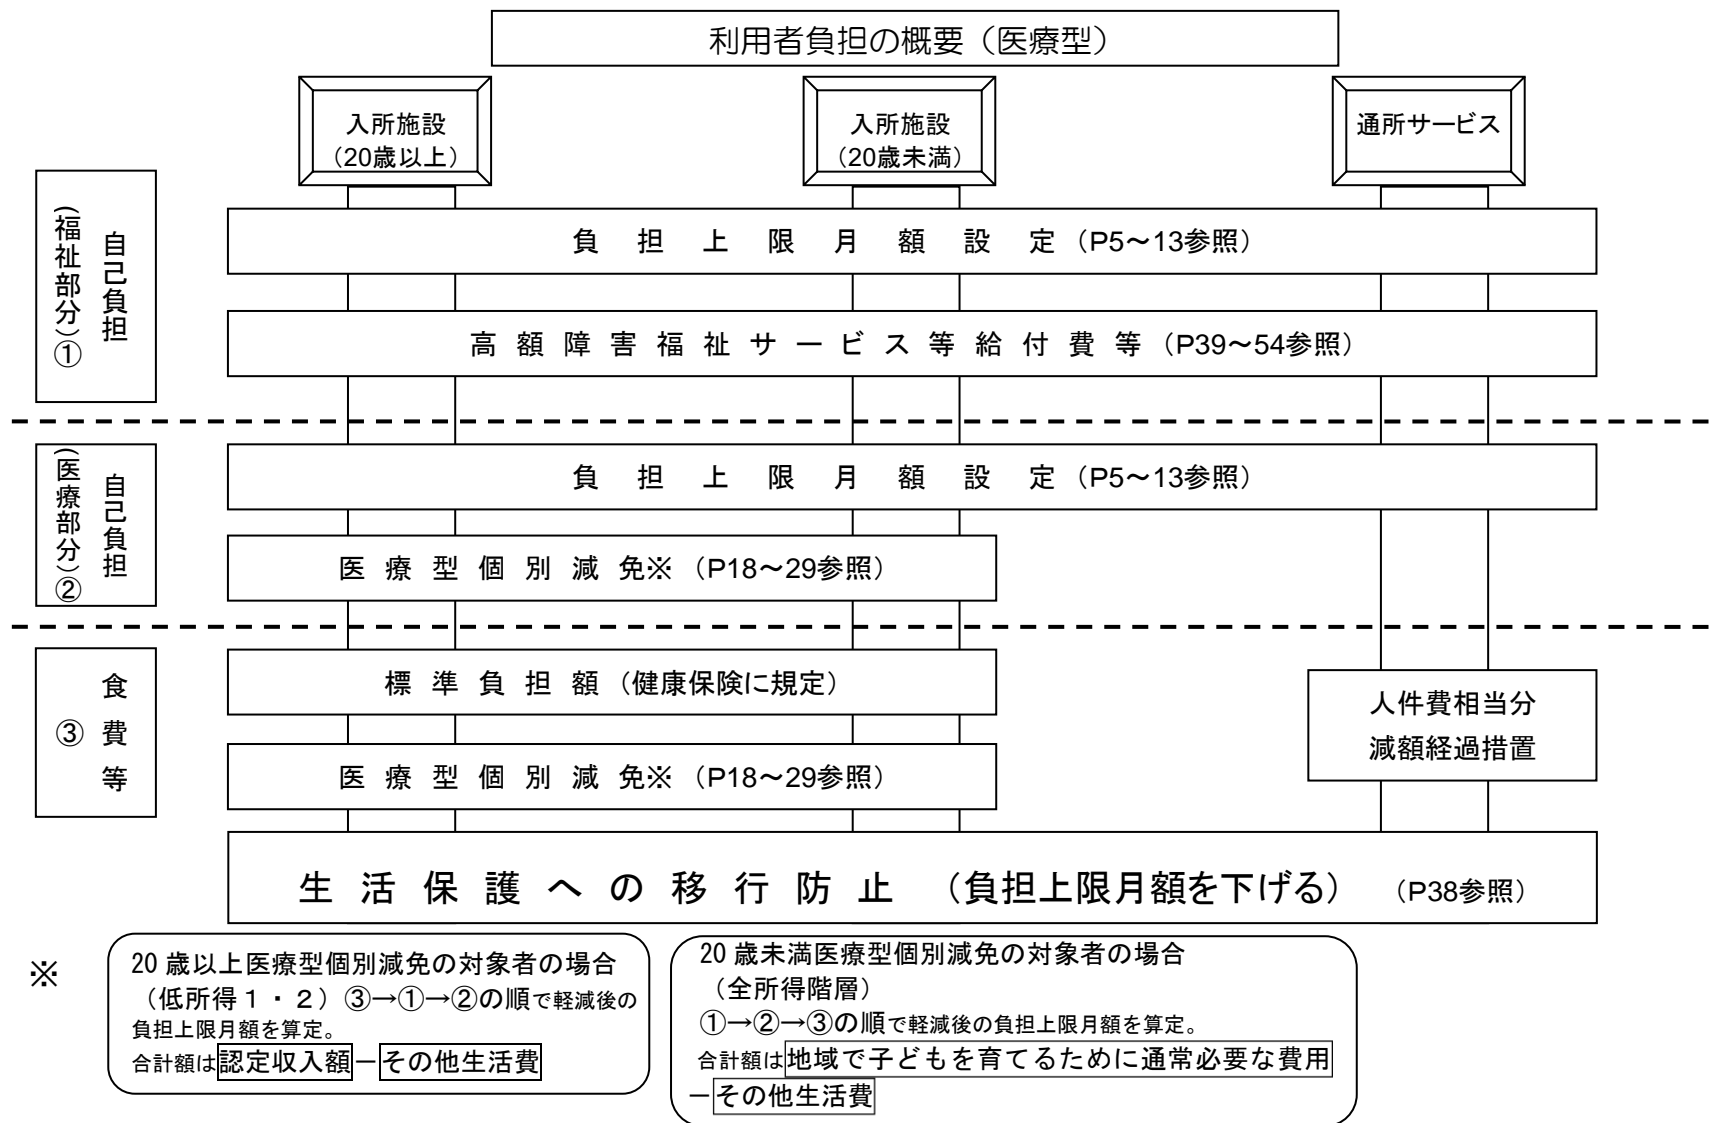 利用者負担の概要（医療型）
入所施設
（20歳以上）
入所施設
（20歳未満）
通所サービス
自己負担
（福祉部分）①
負担上限月額設定（P5～13参照）
高額障害福祉サービス等給付費等（P39～54参照）
自己負担
（医療部分）②
負担上限月額設定（P5～13参照）
医療型個別減免※（P18～29参照）
食費等
③
標準負担額（健康保険に規定）
人件費相当分
減額経過措置
医療型個別減免※（P18～29参照）
生活保護への移行防止（負担上限月額を下げる）（P38参照）
※
20歳以上医療型個別減免の対象者の場合
（低所得１・２）③→①→②の順で軽減後の
負担上限月額を算定。
合計額は認定収入額－その他生活費
20歳未満医療型個別減免の対象者の場合
（全所得階層）
①→②→③の順で軽減後の負担上限月額を算定。
合計額は地域で子どもを育てるために通常必要な費用
－その他生活費